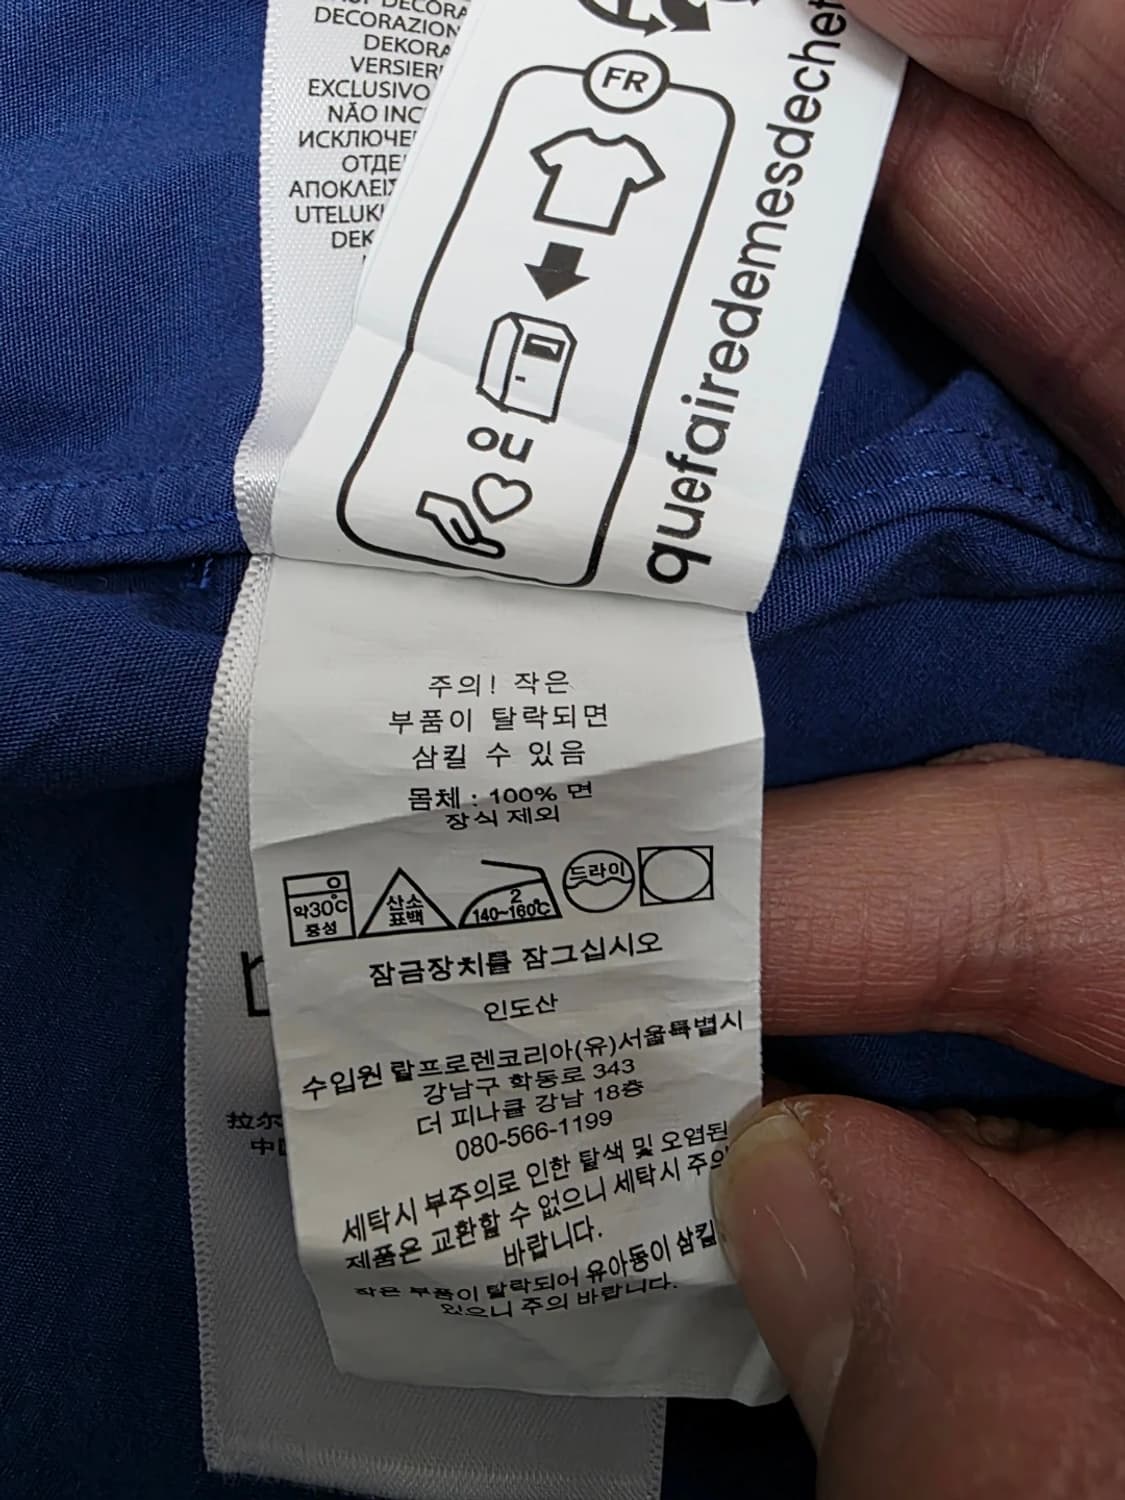 DECORAZION
DEKORA
VERSIER
EXCLUSIVO
NÃO INC
ИСКЛЮЧЕ
ОТДЕ
ΑΠΟΚΛΕΙΣ
UTELUK
DEK
FR
ou
quefairedemesdechet
주의! 작은
부품이 탈락되면
삼킬 수 있음
몸체 : 100% 면
장식 제외
약30℃
중성
산소
표백
2
140~160℃
드라이
잠금장치를 잠그십시오
인도산
수입원 랄프로렌코리아(유)서울특별시
강남구 학동로 343
더 피나클 강남 18층
080-566-1199
세탁시 부주의로 인한 탈색 및 오염된
제품은 교환할 수 없으니 세탁시 주의
바랍니다.
작은 부품이 탈락되어 유아동이 삼킬
있으니 주의 바랍니다.
拉尔
中